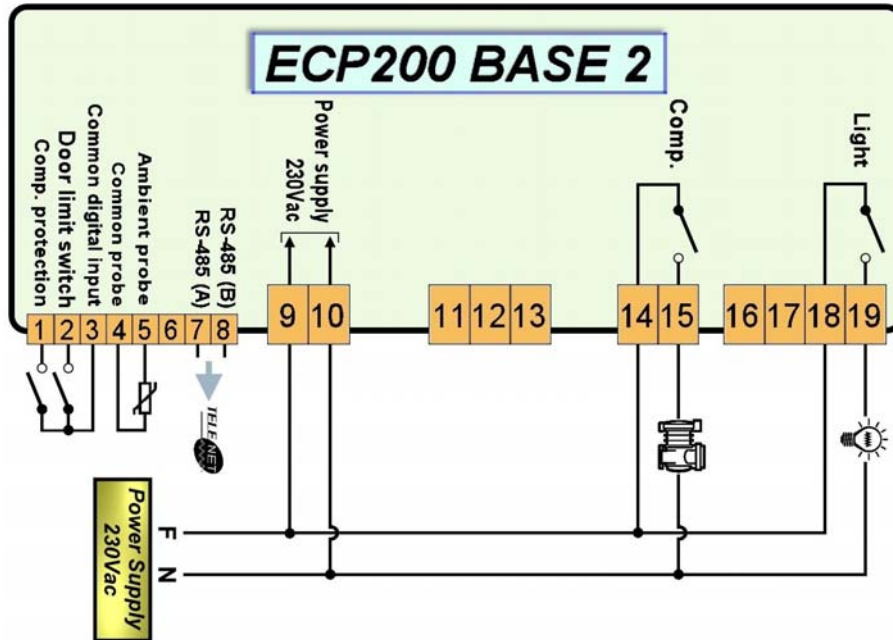 ECP200 BASE 2
Comp. protection
Door limit switch
Common digital input
Common probe
Ambient probe
RS-485 (A)
RS-485 (B)
Power supply
230Vac
Comp.
Light
1 2 3 4 5 6 7 8
9 10
11 12 13
14 15
16 17 18 19
TELE NET
Power Supply
230Vac
F
N